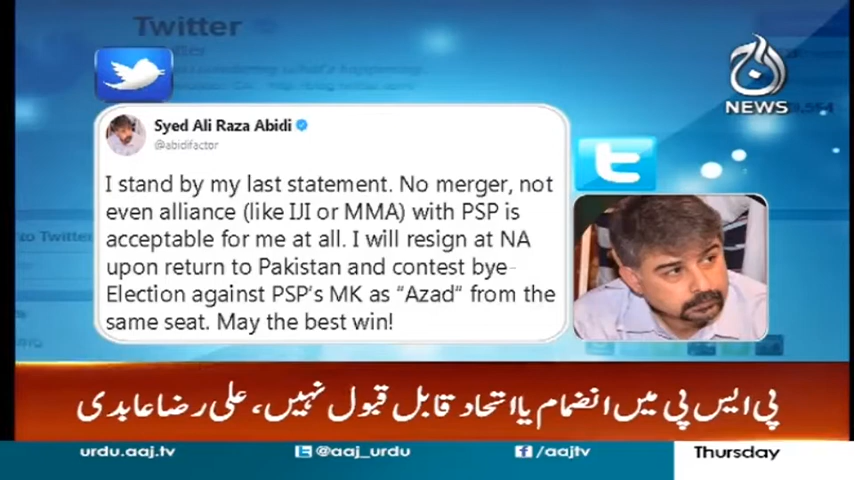 Twitter
آج
NEWS
Syed Ali Raza Abidi
@abidifactor
I stand by my last statement. No merger, not
even alliance (like IJI or MMA) with PSP is
acceptable for me at all. I will resign at NA
upon return to Pakistan and contest bye-
Election against PSP's MK as "Azad" from the
same seat. May the best win!
to Twitter
پی ایس پی میں انضمام یا اتحاد قابل قبول نہیں، علی رضا عابدی
urdu.aaj.tv
@aaj_urdu
/aajtv
Thursday